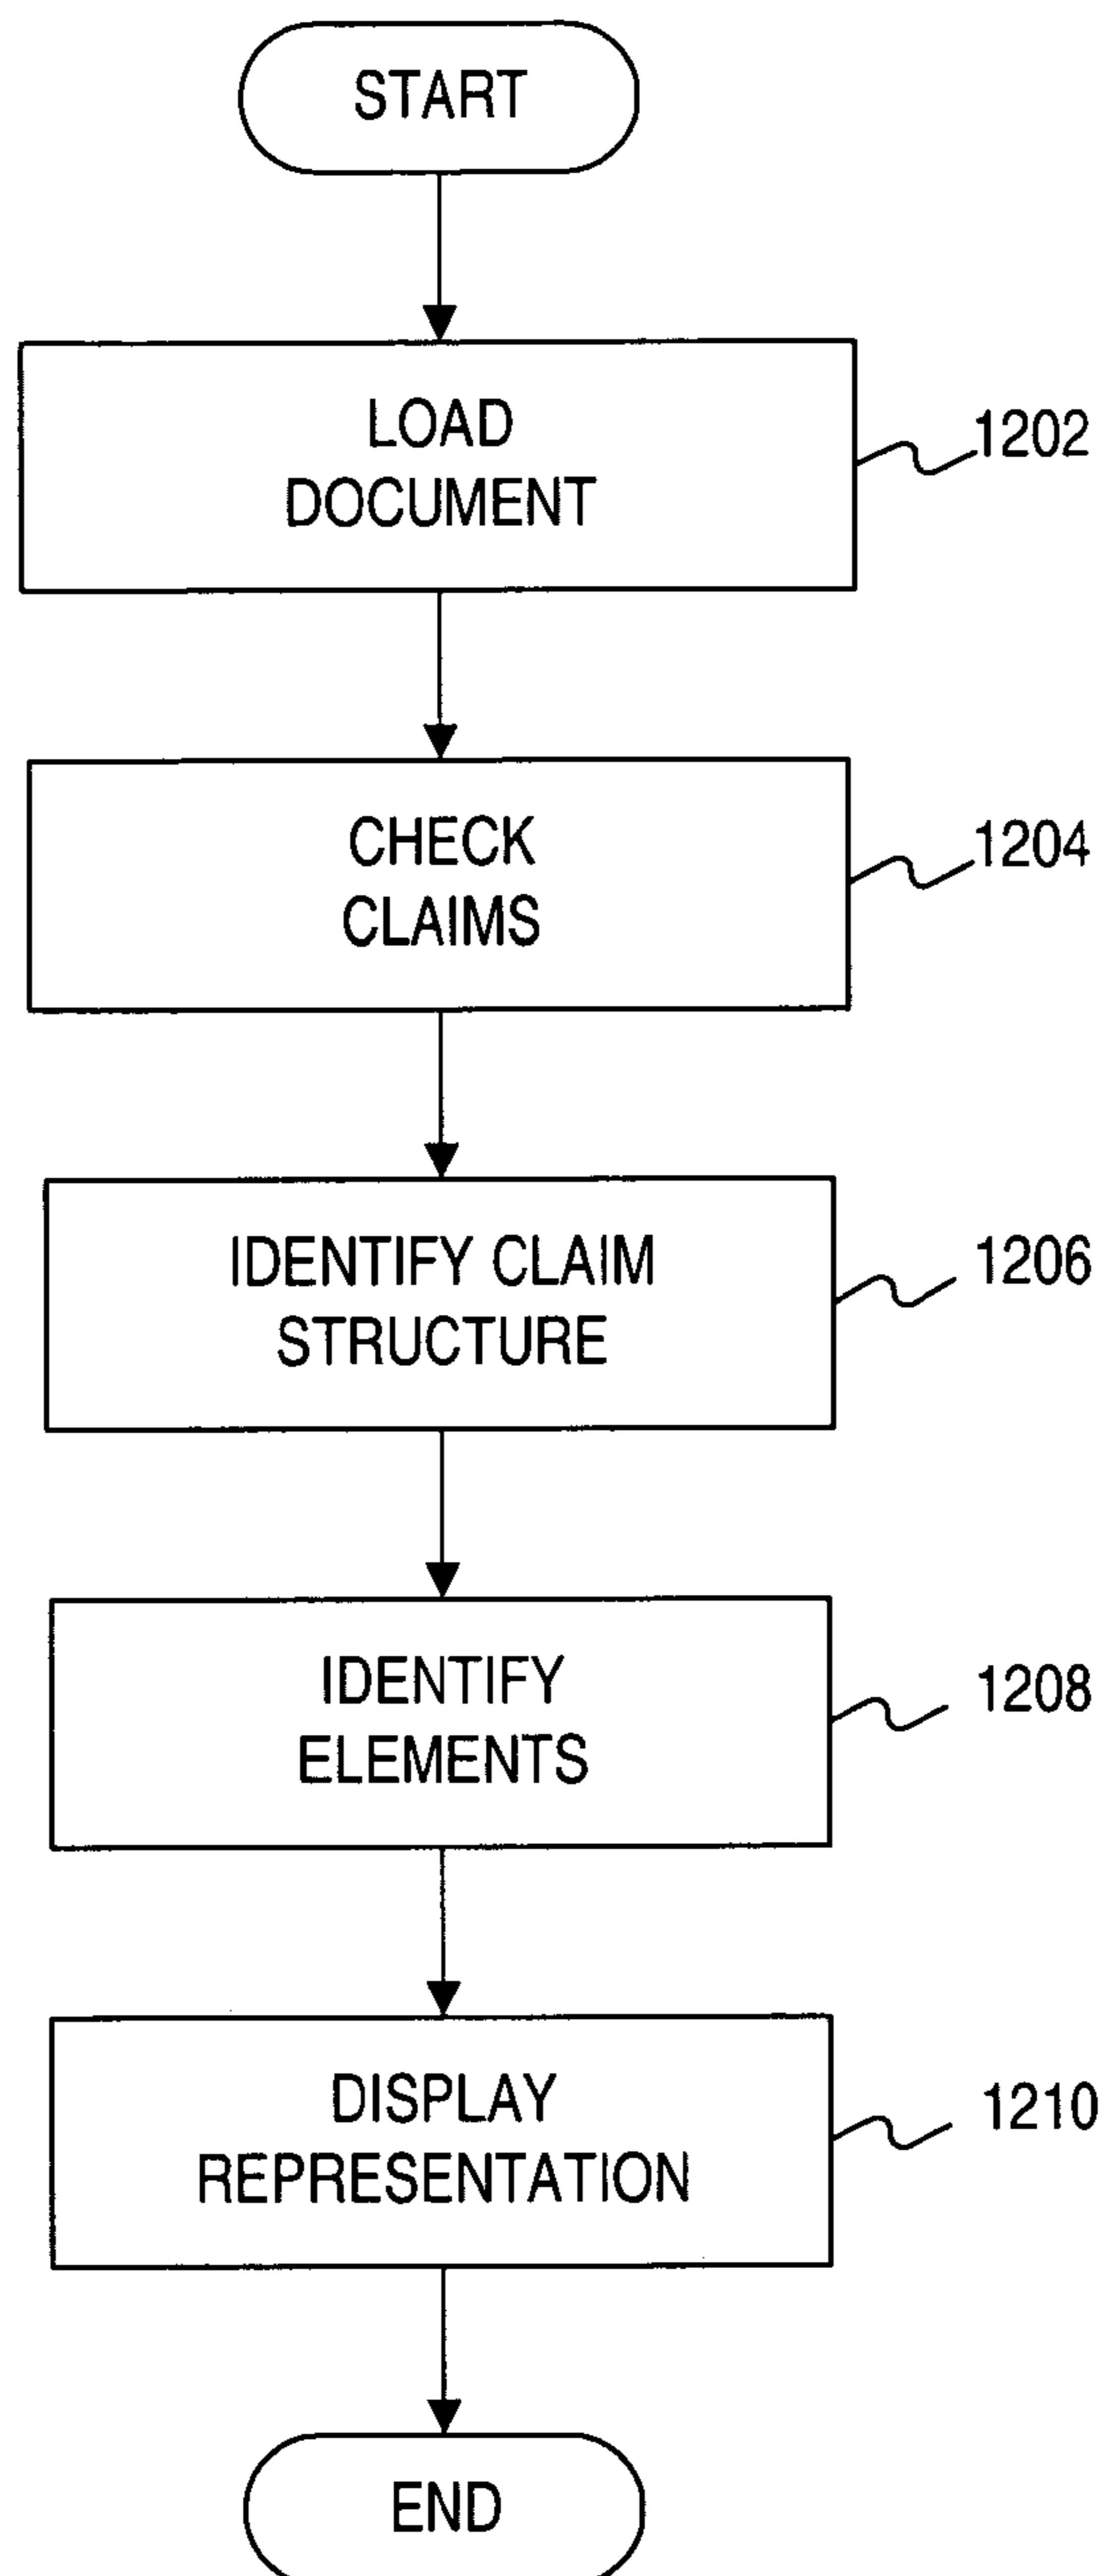 START
LOAD
DOCUMENT
1202
CHECK
CLAIMS
1204
IDENTIFY CLAIM
STRUCTURE
1206
IDENTIFY
ELEMENTS
1208
DISPLAY
REPRESENTATION
1210
END